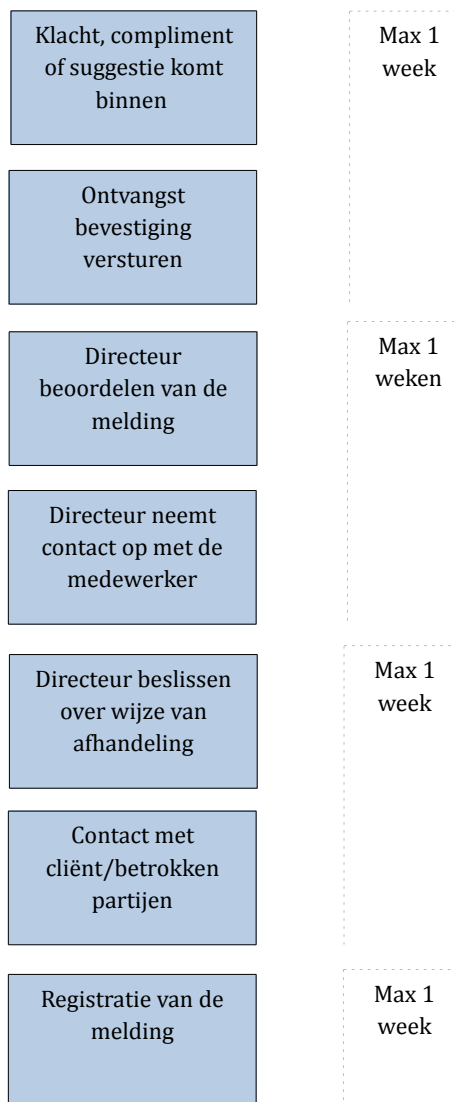 Klacht, compliment
of suggestie komt
binnen
Max 1
week
Ontvangst
bevestiging
versturen
Directeur
beoordelen van de
melding
Max 1
weken
Directeur neemt
contact op met de
medewerker
Directeur beslissen
over wijze van
afhandeling
Max 1
week
Contact met
cliënt/betrokken
partijen
Registratie van de
melding
Max 1
week